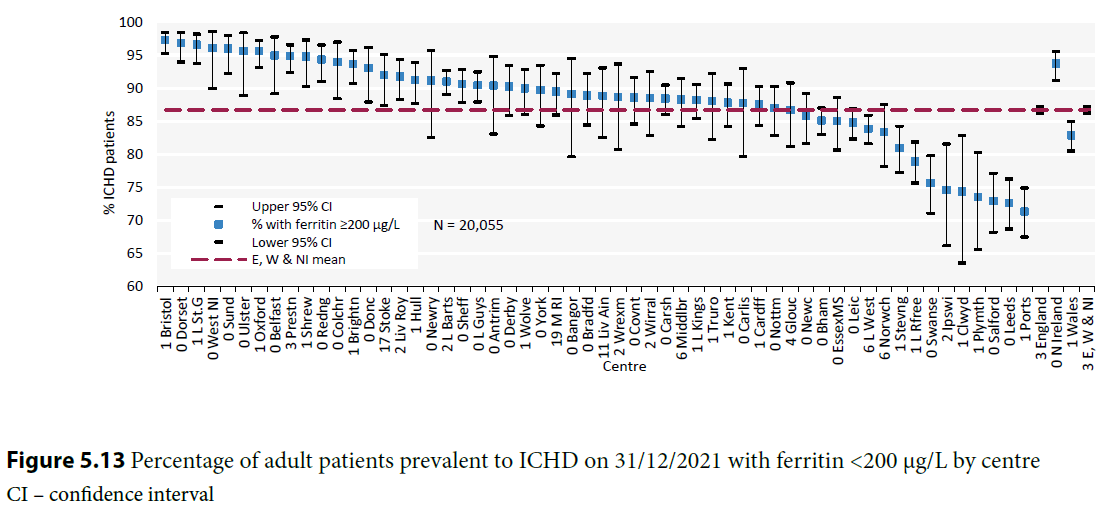 100
95
90
85
80
75
70
65
60
% ICHD patients
Upper 95% CI
% with ferritin ≥200 μg/L
N = 20,055
Lower 95% CI
E, W & NI mean
1 Bristol
0 Dorset
1 L St.G
0 West NI
0 Sund
0 Ulster
1 Oxford
0 Belfast
3 Prestn
1 Shrew
0 Redng
0 Colchr
1 Brightn
0 Donc
17 Stoke
2 Liv Roy
1 Hull
0 Newry
2 L Barts
0 Sheff
0 L Guys
0 Antrim
0 Derby
1 Wolve
0 York
19 M RI
0 Bangor
0 Bradfd
11 Liv Ain
2 Wrexm
0 Covnt
2 Wirral
0 Carsh
6 Middlbr
1 L Kings
1 Truro
1 Kent
0 Carlis
1 Cardff
0 Nottm
4 Glouc
0 Newc
0 Bham
0 EssexMS
0 Leic
6 L West
6 Norwch
1 Stevng
1 L Rfree
0 Swanse
2 Ipswi
1 Clwyd
1 Plymth
0 Salford
0 Leeds
1 Ports
3 England
0 N Ireland
1 Wales
3 E, W & NI
Centre
Figure 5.13 Percentage of adult patients prevalent to ICHD on 31/12/2021 with ferritin <200 μg/L by centre
CI – confidence interval